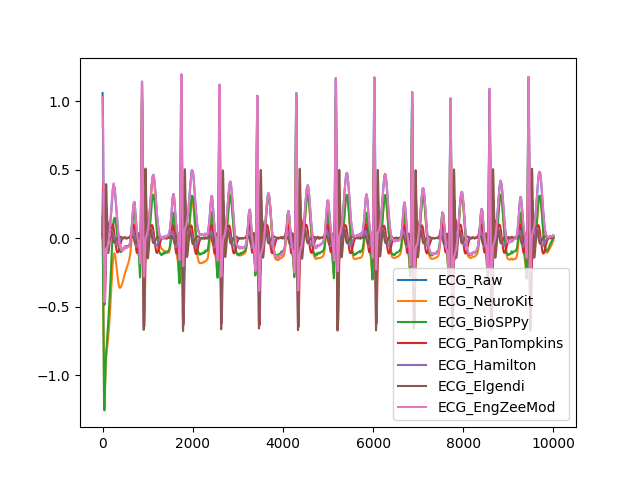 1.0
0.5
0.0
−0.5
−1.0
0
2000
4000
6000
8000
10000
ECG_Raw
ECG_NeuroKit
ECG_BioSPPy
ECG_PanTompkins
ECG_Hamilton
ECG_Elgendi
ECG_EngZeeMod